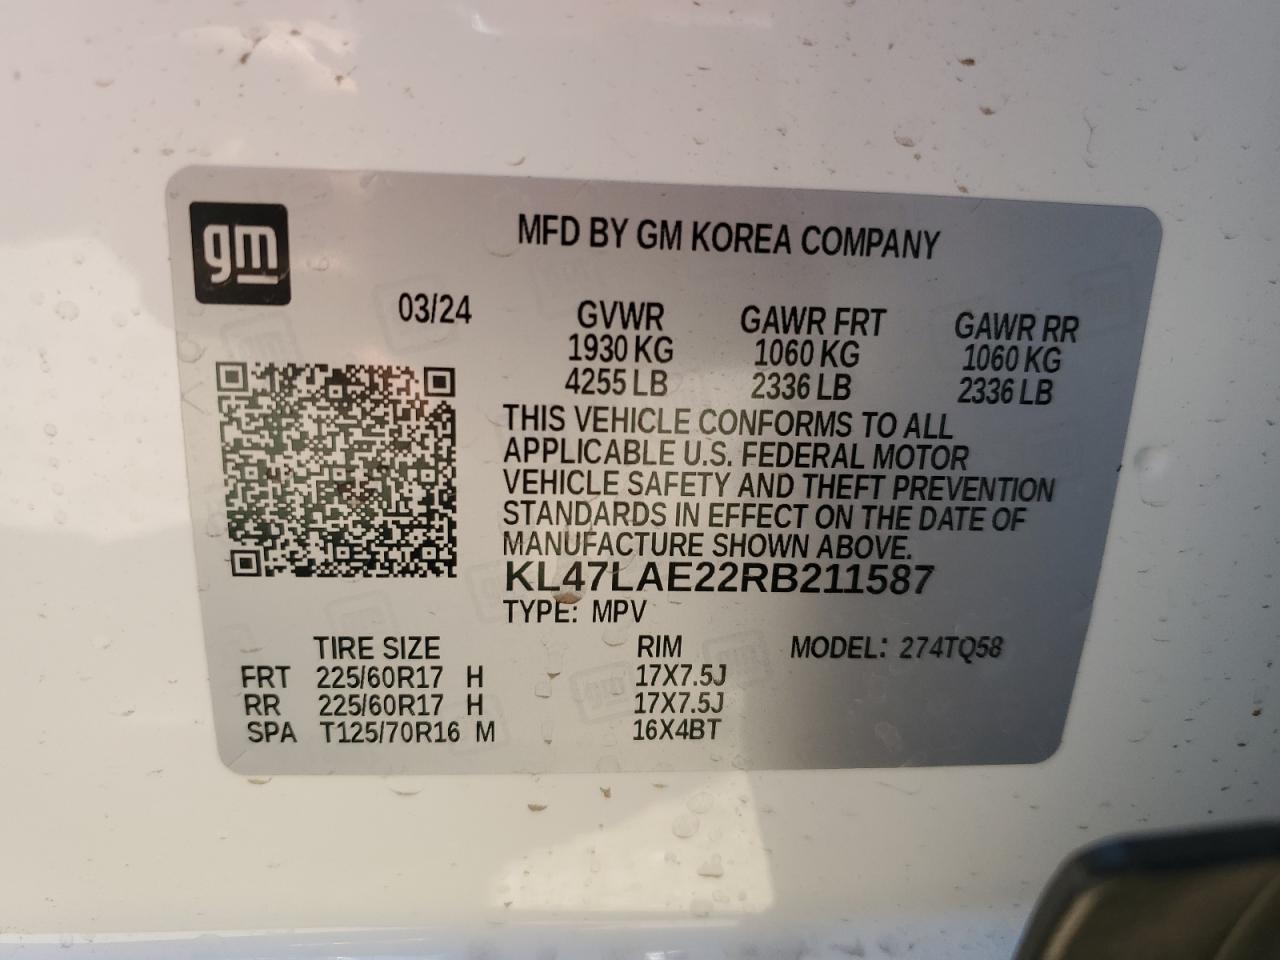 gm
MFD BY GM KOREA COMPANY
03/24 GVWR GAWR FRT GAWR RR
1930 KG 1060 KG 1060 KG
4255 LB 2336 LB 2336 LB
THIS VEHICLE CONFORMS TO ALL
APPLICABLE U.S. FEDERAL MOTOR
VEHICLE SAFETY AND THEFT PREVENTION
STANDARDS IN EFFECT ON THE DATE OF
MANUFACTURE SHOWN ABOVE.
KL47LAE22RB211587
TYPE: MPV
TIRE SIZE RIM MODEL: 274TQ58
FRT 225/60R17 H 17X7.5J
RR 225/60R17 H 17X7.5J
SPA T125/70R16 M 16X4BT